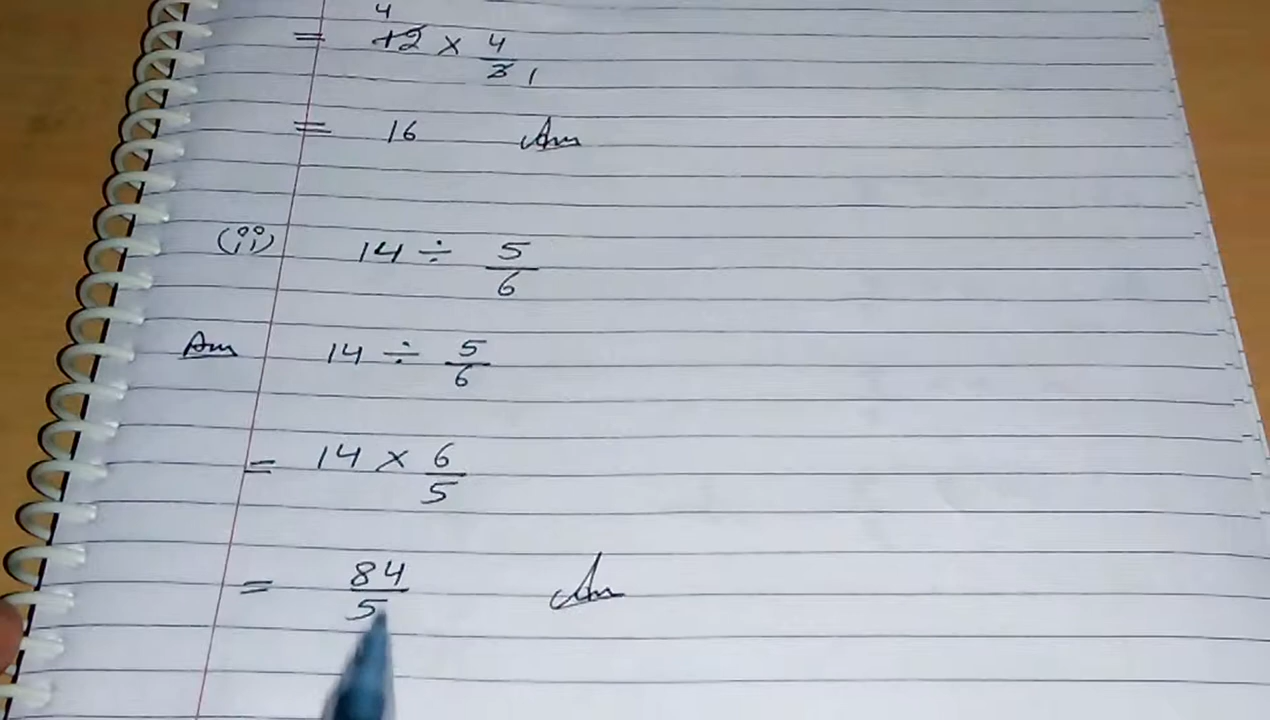 4
= 12 × 4/3 1
= 16 Ans
(ii) 14 ÷ 5/6
Ans 14 ÷ 5/6
= 14 × 6/5
= 84/5 Ans